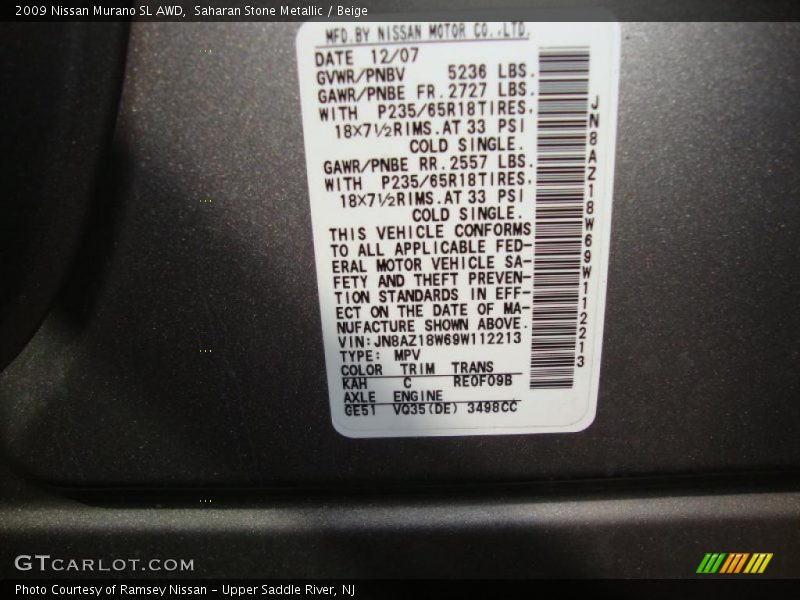 2009 Nissan Murano SL AWD, Saharan Stone Metallic / Beige
MFD.BY NISSAN MOTOR CO.,LTD.
DATE 12/07
GVWR/PNBV 5236 LBS.
GAWR/PNBE FR. 2727 LBS.
WITH P235/65R18TIRES.
18×7½RIMS.AT 33 PSI
COLD SINGLE.
GAWR/PNBE RR. 2557 LBS.
WITH P235/65R18TIRES.
18×7½RIMS.AT 33 PSI
COLD SINGLE.
THIS VEHICLE CONFORMS
TO ALL APPLICABLE FED-
ERAL MOTOR VEHICLE SA-
FETY AND THEFT PREVEN-
TION STANDARDS IN EFF-
ECT ON THE DATE OF MA-
NUFACTURE SHOWN ABOVE.
VIN:JN8AZ18W69W112213
TYPE: MPV
COLOR TRIM TRANS
KAH C RE0F09B
AXLE ENGINE
GE51 VQ35(DE) 3498CC
JN8AZ18W69W112213
GTCARLOT.COM
Photo Courtesy of Ramsey Nissan - Upper Saddle River, NJ